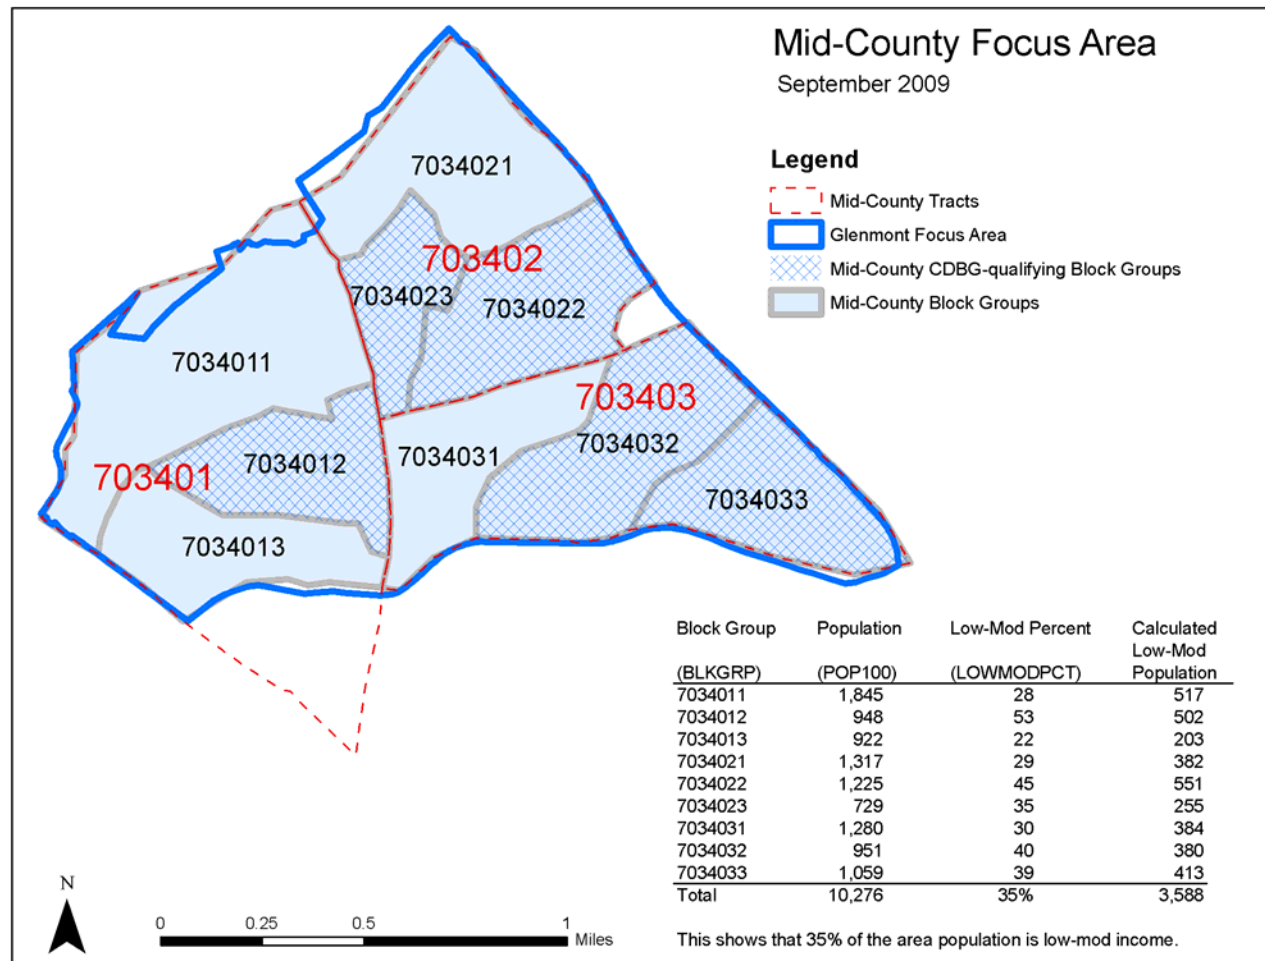 Mid-County Focus Area
September 2009
Legend
Mid-County Tracts
Glenmont Focus Area
Mid-County CDBG-qualifying Block Groups
Mid-County Block Groups
7034021
703402
7034023
7034022
7034011
703403
7034032
7034031
7034012
703401
7034033
7034013
Block Group Population Low-Mod Percent Calculated
Low-Mod
(BLKGRP) (POP100) (LOWMODPCT) Population
7034011 1,845 28 517
7034012 948 53 502
7034013 922 22 203
7034021 1,317 29 382
7034022 1,225 45 551
7034023 729 35 255
7034031 1,280 30 384
7034032 951 40 380
7034033 1,059 39 413
Total 10,276 35% 3,588
This shows that 35% of the area population is low-mod income.
N
0 0.25 0.5 1
Miles